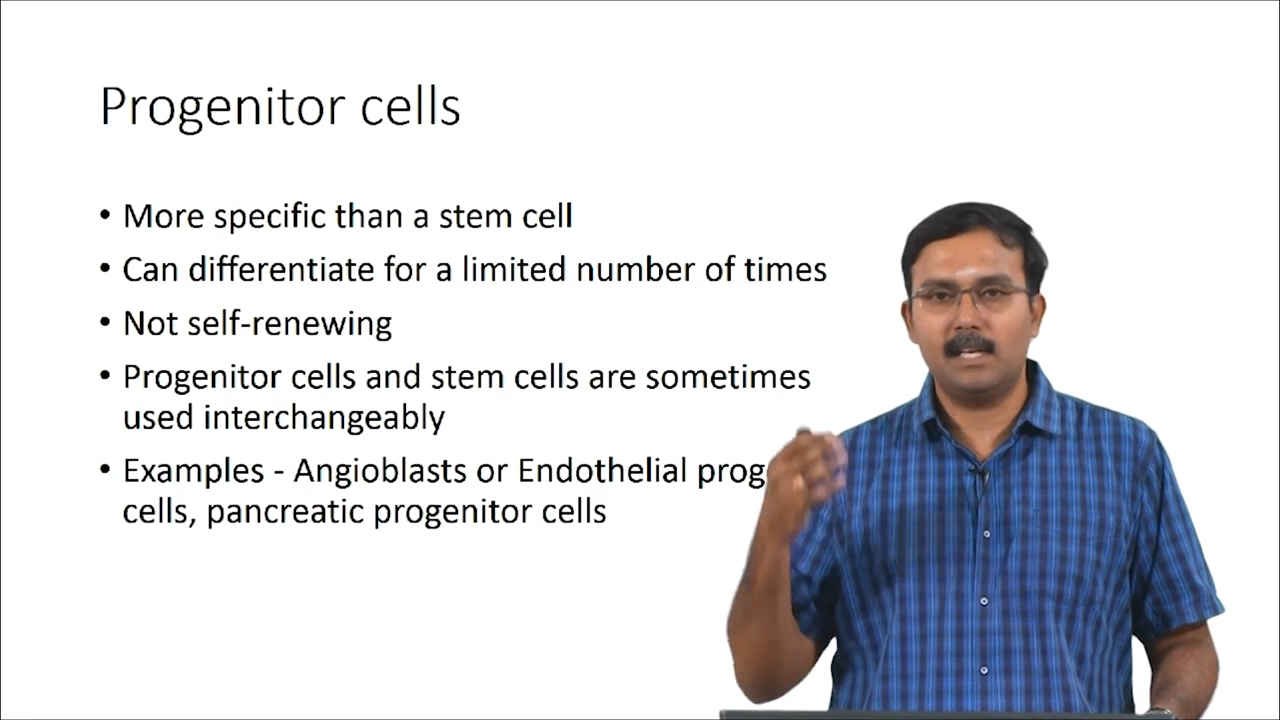 Progenitor cells
• More specific than a stem cell
• Can differentiate for a limited number of times
• Not self-renewing
• Progenitor cells and stem cells are sometimes
used interchangeably
• Examples - Angioblasts or Endothelial
cells, pancreatic progenitor cells